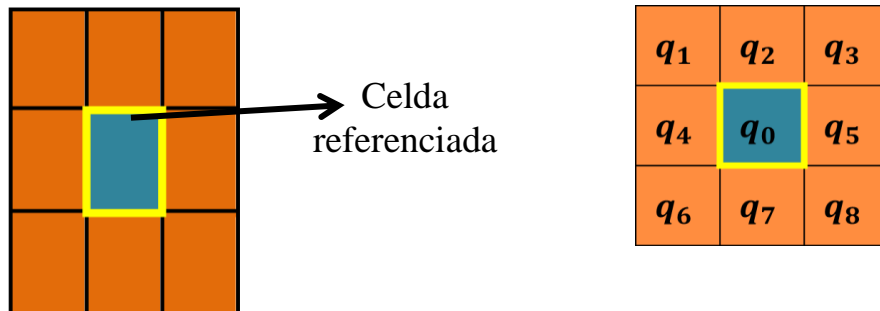 Celda
referenciada
q₁ q₂ q₃
q₄ q₀ q₅
q₆ q₇ q₈